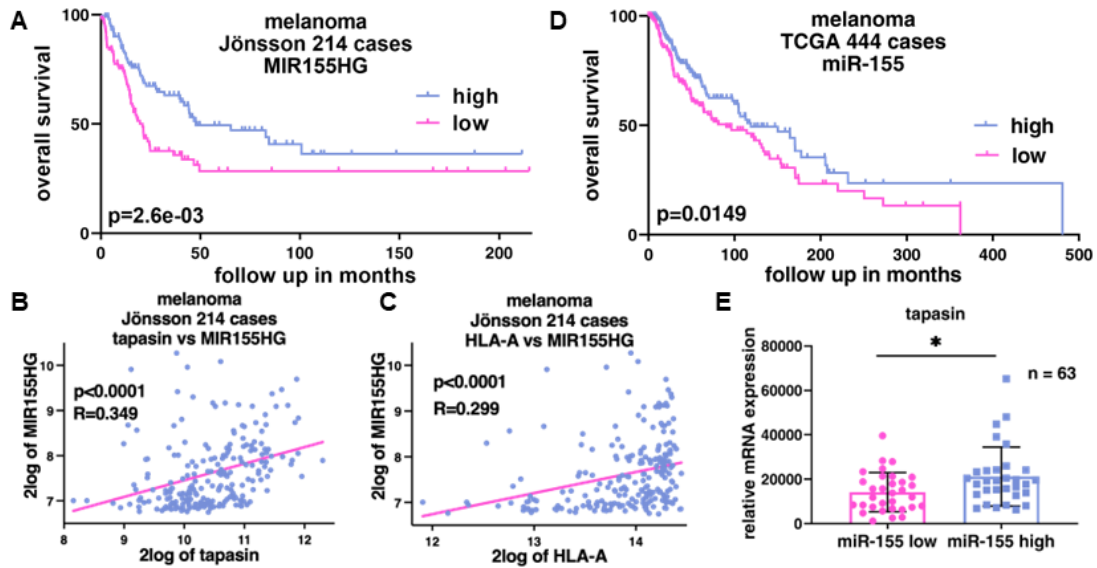 A
melanoma
Jönsson 214 cases
MIR155HG
100
50
0
overall survival
high
low
p=2.6e-03
0
50
100
150
200
follow up in months
D
melanoma
TCGA 444 cases
miR-155
100
50
0
overall survival
high
low
p=0.0149
0
100
200
300
400
500
follow up in months
B
melanoma
Jönsson 214 cases
tapasin vs MIR155HG
2log of MIR155HG
10
9
8
7
p<0.0001
R=0.349
8
9
10
11
12
2log of tapasin
C
melanoma
Jönsson 214 cases
HLA-A vs MIR155HG
2log of MIR155HG
10
9
8
7
p<0.0001
R=0.299
12
13
14
2log of HLA-A
E
tapasin
relative mRNA expression
80000
60000
40000
20000
0
*
n = 63
miR-155 low
miR-155 high